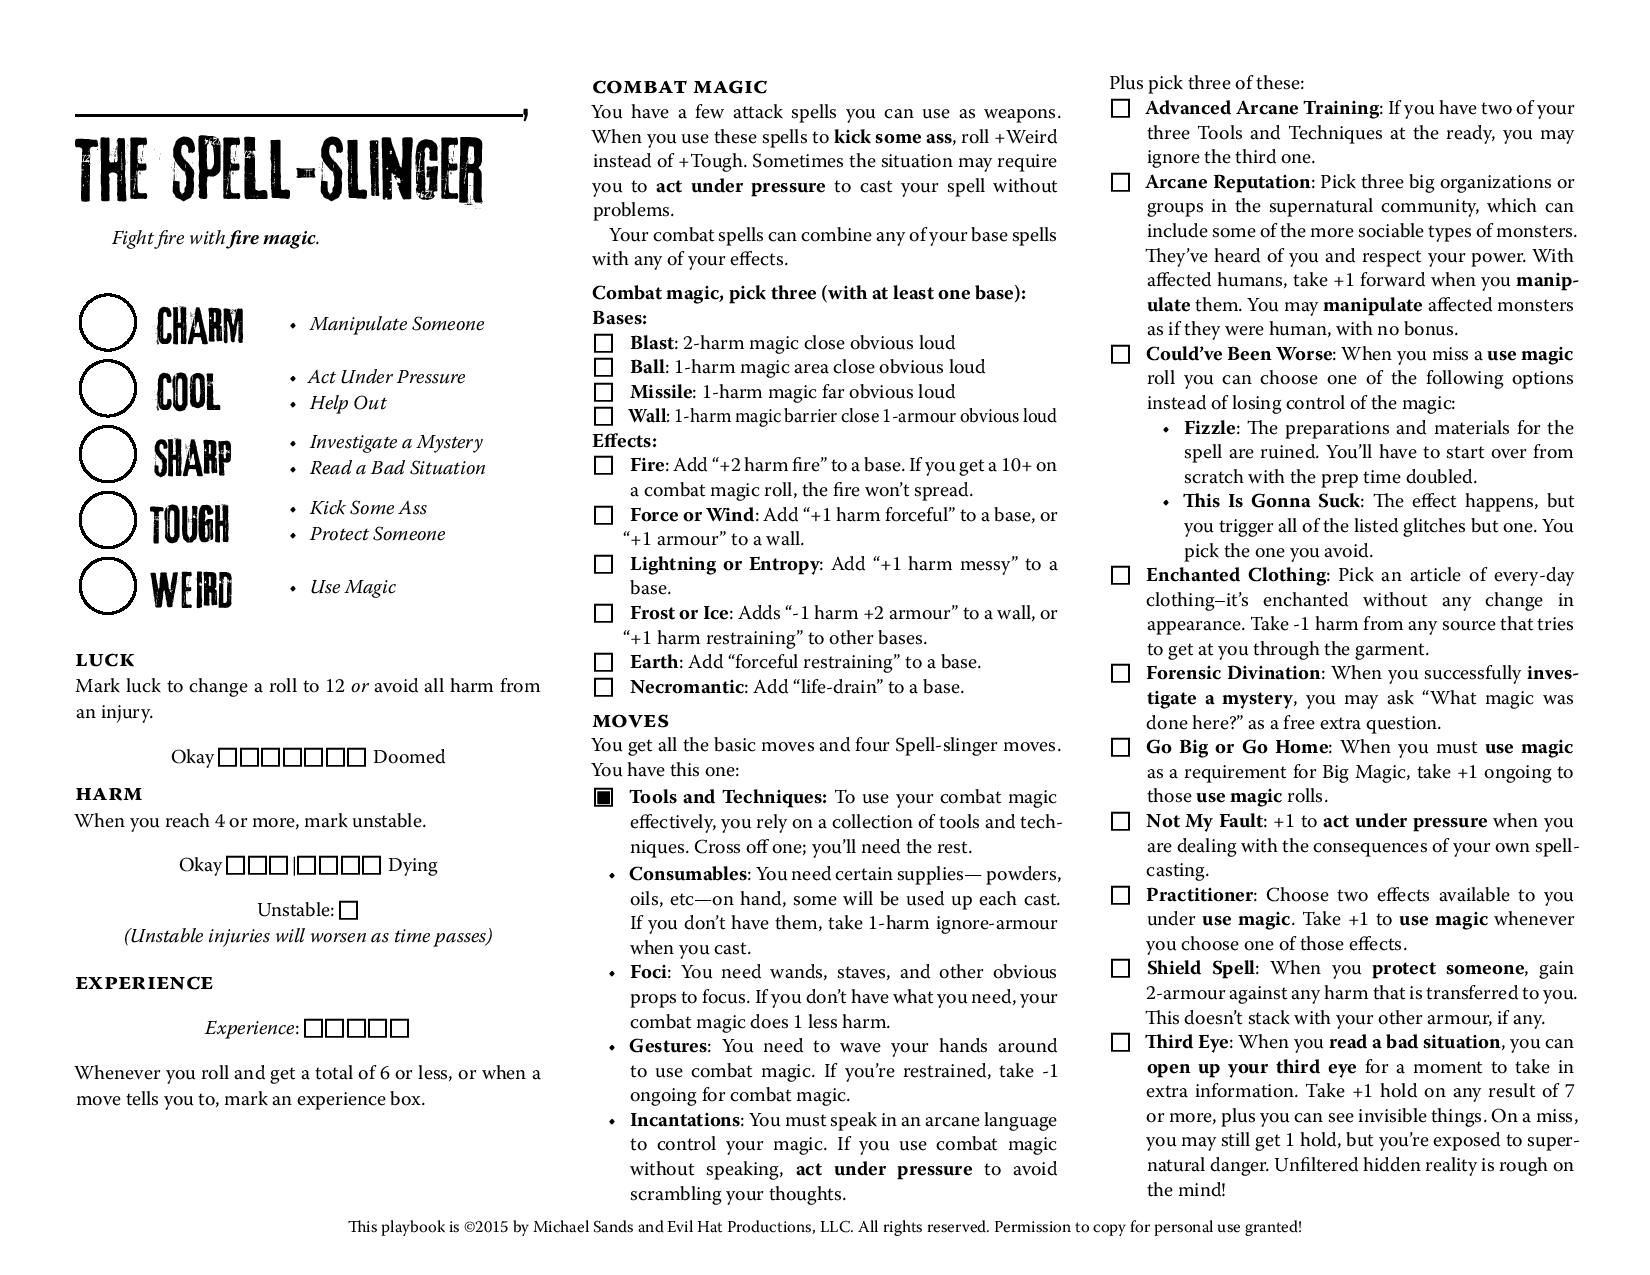 ,
THE SPELL-SLINGER
Fight fire with fire magic.
CHARM
• Manipulate Someone
COOL
• Act Under Pressure
• Help Out
SHARP
• Investigate a Mystery
• Read a Bad Situation
TOUGH
• Kick Some Ass
• Protect Someone
WEIRD
• Use Magic
LUCK
Mark luck to change a roll to 12 or avoid all harm from
an injury.
Okay □□□□□□□ Doomed
HARM
When you reach 4 or more, mark unstable.
Okay □□□|□□□□ Dying
Unstable: □
(Unstable injuries will worsen as time passes)
EXPERIENCE
Experience: □□□□□
Whenever you roll and get a total of 6 or less, or when a
move tells you to, mark an experience box.
COMBAT MAGIC
You have a few attack spells you can use as weapons.
When you use these spells to kick some ass, roll +Weird
instead of +Tough. Sometimes the situation may require
you to act under pressure to cast your spell without
problems.
Your combat spells can combine any of your base spells
with any of your effects.
Combat magic, pick three (with at least one base):
Bases:
□ Blast: 2-harm magic close obvious loud
□ Ball: 1-harm magic area close obvious loud
□ Missile: 1-harm magic far obvious loud
□ Wall: 1-harm magic barrier close 1-armour obvious loud
Effects:
□ Fire: Add “+2 harm fire” to a base. If you get a 10+ on
a combat magic roll, the fire won’t spread.
□ Force or Wind: Add “+1 harm forceful” to a base, or
“+1 armour” to a wall.
□ Lightning or Entropy: Add “+1 harm messy” to a
base.
□ Frost or Ice: Adds “-1 harm +2 armour” to a wall, or
“+1 harm restraining” to other bases.
□ Earth: Add “forceful restraining” to a base.
□ Necromantic: Add “life-drain” to a base.
MOVES
You get all the basic moves and four Spell-slinger moves.
You have this one:
▣ Tools and Techniques: To use your combat magic
effectively, you rely on a collection of tools and tech-
niques. Cross off one; you’ll need the rest.
• Consumables: You need certain supplies— powders,
oils, etc—on hand, some will be used up each cast.
If you don’t have them, take 1-harm ignore-armour
when you cast.
• Foci: You need wands, staves, and other obvious
props to focus. If you don’t have what you need, your
combat magic does 1 less harm.
• Gestures: You need to wave your hands around
to use combat magic. If you’re restrained, take -1
ongoing for combat magic.
• Incantations: You must speak in an arcane language
to control your magic. If you use combat magic
without speaking, act under pressure to avoid
scrambling your thoughts.
Plus pick three of these:
□ Advanced Arcane Training: If you have two of your
three Tools and Techniques at the ready, you may
ignore the third one.
□ Arcane Reputation: Pick three big organizations or
groups in the supernatural community, which can
include some of the more sociable types of monsters.
They’ve heard of you and respect your power. With
affected humans, take +1 forward when you manip-
ulate them. You may manipulate affected monsters
as if they were human, with no bonus.
□ Could’ve Been Worse: When you miss a use magic
roll you can choose one of the following options
instead of losing control of the magic:
• Fizzle: The preparations and materials for the
spell are ruined. You’ll have to start over from
scratch with the prep time doubled.
• This Is Gonna Suck: The effect happens, but
you trigger all of the listed glitches but one. You
pick the one you avoid.
□ Enchanted Clothing: Pick an article of every-day
clothing–it’s enchanted without any change in
appearance. Take -1 harm from any source that tries
to get at you through the garment.
□ Forensic Divination: When you successfully inves-
tigate a mystery, you may ask “What magic was
done here?” as a free extra question.
□ Go Big or Go Home: When you must use magic
as a requirement for Big Magic, take +1 ongoing to
those use magic rolls.
□ Not My Fault: +1 to act under pressure when you
are dealing with the consequences of your own spell-
casting.
□ Practitioner: Choose two effects available to you
under use magic. Take +1 to use magic whenever
you choose one of those effects.
□ Shield Spell: When you protect someone, gain
2-armour against any harm that is transferred to you.
This doesn’t stack with your other armour, if any.
□ Third Eye: When you read a bad situation, you can
open up your third eye for a moment to take in
extra information. Take +1 hold on any result of 7
or more, plus you can see invisible things. On a miss,
you may still get 1 hold, but you’re exposed to super-
natural danger. Unfiltered hidden reality is rough on
the mind!
This playbook is ©2015 by Michael Sands and Evil Hat Productions, LLC. All rights reserved. Permission to copy for personal use granted!